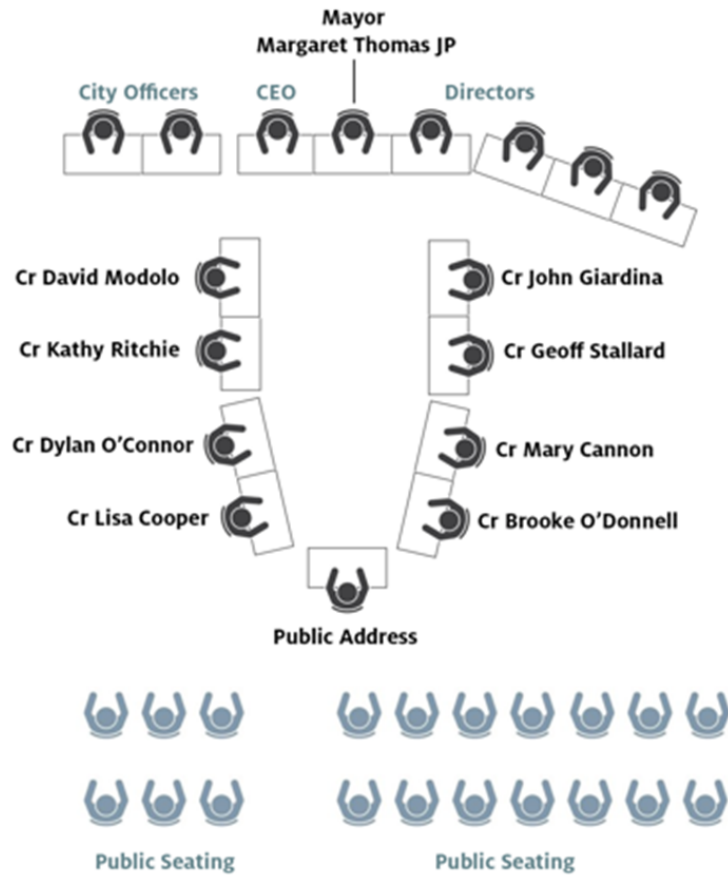 Mayor
Margaret Thomas JP
City Officers
CEO
Directors
Cr David Modolo
Cr John Giardina
Cr Kathy Ritchie
Cr Geoff Stallard
Cr Dylan O'Connor
Cr Mary Cannon
Cr Lisa Cooper
Cr Brooke O'Donnell
Public Address
Public Seating
Public Seating